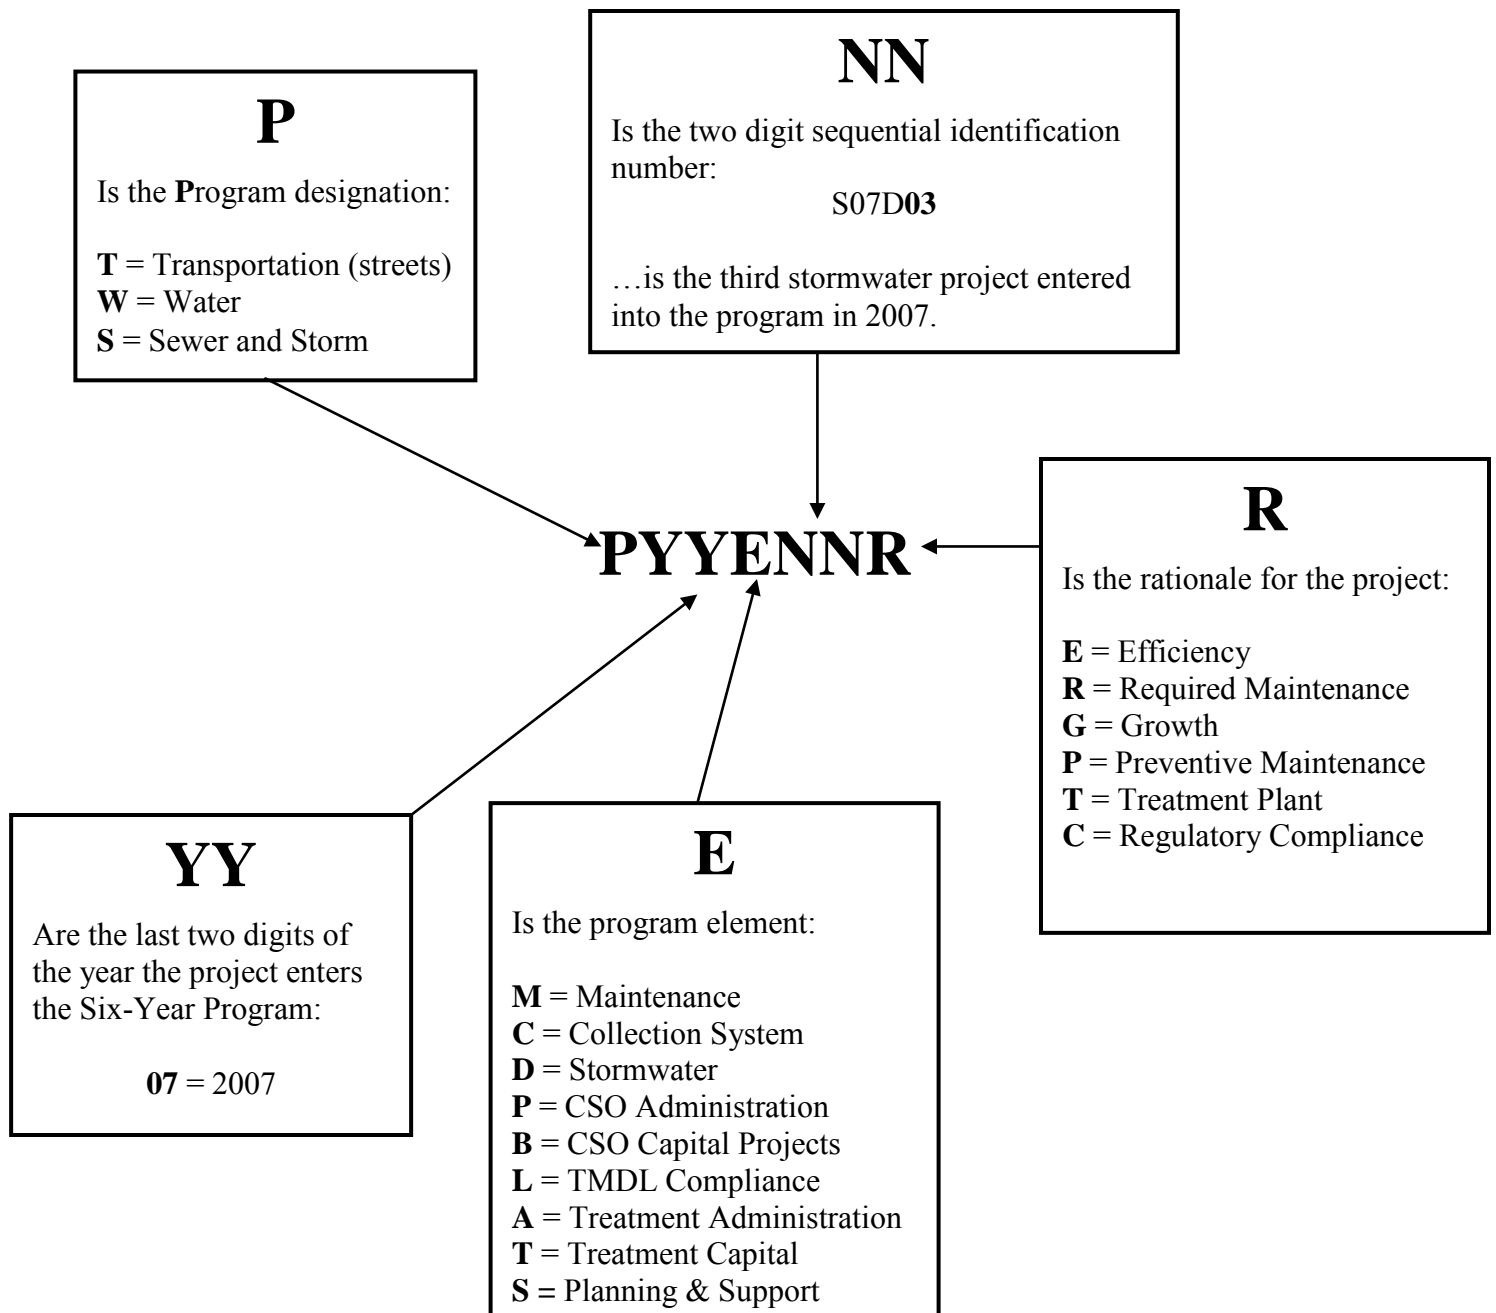 P
Is the Program designation:
T = Transportation (streets)
W = Water
S = Sewer and Storm
NN
Is the two digit sequential identification
number:
S07D03
…is the third stormwater project entered
into the program in 2007.
PYYENNR
R
Is the rationale for the project:
E = Efficiency
R = Required Maintenance
G = Growth
P = Preventive Maintenance
T = Treatment Plant
C = Regulatory Compliance
YY
Are the last two digits of
the year the project enters
the Six-Year Program:
07 = 2007
E
Is the program element:
M = Maintenance
C = Collection System
D = Stormwater
P = CSO Administration
B = CSO Capital Projects
L = TMDL Compliance
A = Treatment Administration
T = Treatment Capital
S = Planning & Support